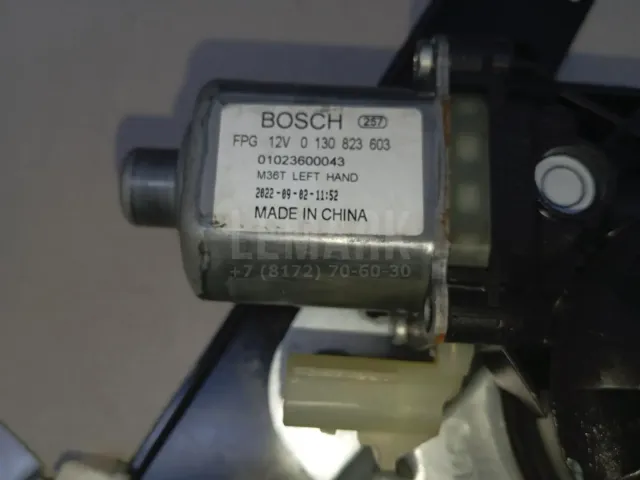 BOSCH 257
FPG 12V 0 130 823 603
01023600043
M36T LEFT HAND
2022-09-02-11:52
MADE IN CHINA
LEMARK
+7 (8172) 70-60-30